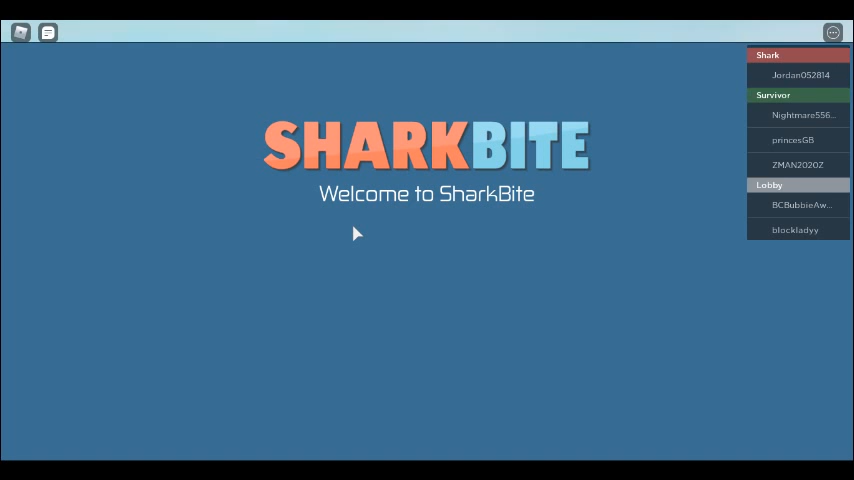 SHARKBITE
Welcome to SharkBite
Shark
Jordan052814
Survivor
Nightmare556...
princesGB
ZMAN2020Z
Lobby
BCBubbieAw...
blockladyy